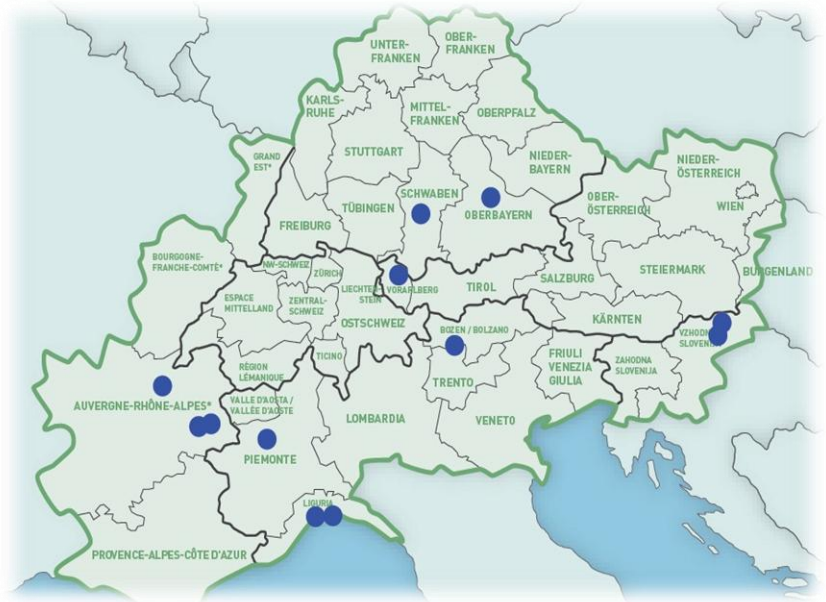 UNTER-
FRANKEN
OBER-
FRANKEN
KARLS-
RUHE
MITTEL-
FRANKEN
OBERPFALZ
STUTTGART
GRAND
EST*
NIEDER-
BAYERN
NIEDER-
ÖSTERREICH
SCHWABEN
OBER-
ÖSTERREICH
WIEN
TÜBINGEN
OBERBAYERN
FREIBURG
BOURGOGNE-
FRANCHE-COMTÉ*
NW-SCHWEIZ
ZÜRICH
STEIERMARK
BURGENLAND
SALZBURG
LIECHTEN-
STEIN
VORARLBERG
TIROL
ESPACE
MITTELLAND
ZENTRAL-
SCHWEIZ
OSTSCHWEIZ
KÄRNTEN
BOZEN / BOLZANO
VZHODNA
SLOVENIJA
TICINO
FRIULI
VENEZIA
GIULIA
ZAHODNA
SLOVENIJA
RÉGION
LÉMANIQUE
TRENTO
AUVERGNE-RHÔNE-ALPES*
VALLE D'AOSTA /
VALLÉE D'AOSTE
LOMBARDIA
VENETO
PIEMONTE
LIGURIA
PROVENCE-ALPES-CÔTE D'AZUR